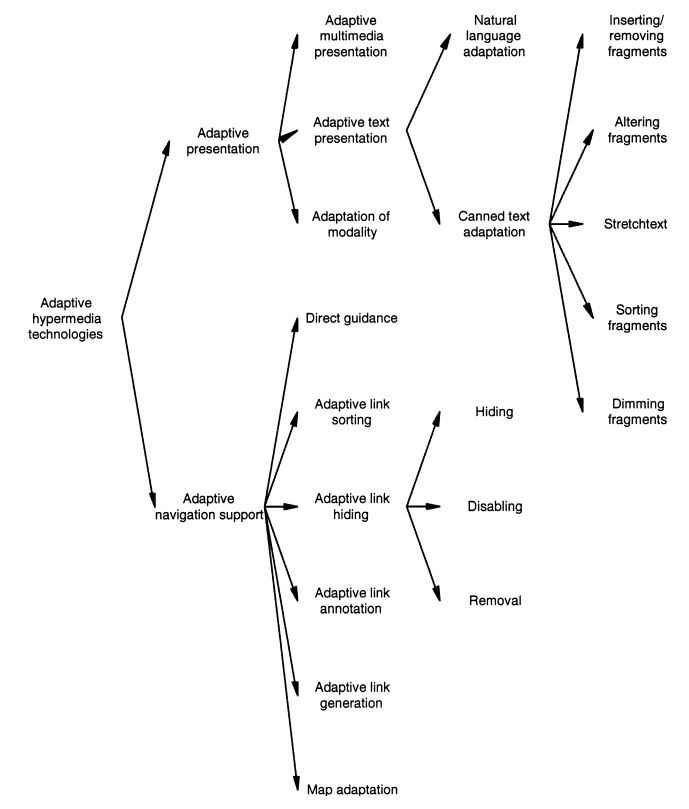 Adaptive
multimedia
presentation
Natural
language
adaptation
Inserting/
removing
fragments
Adaptive
presentation
Adaptive text
presentation
Altering
fragments
Adaptation of
modality
Canned text
adaptation
Stretchtext
Adaptive
hypermedia
technologies
Direct guidance
Sorting
fragments
Adaptive link
sorting
Hiding
Dimming
fragments
Adaptive
navigation support
Adaptive link
hiding
Disabling
Adaptive link
annotation
Removal
Adaptive link
generation
Map adaptation